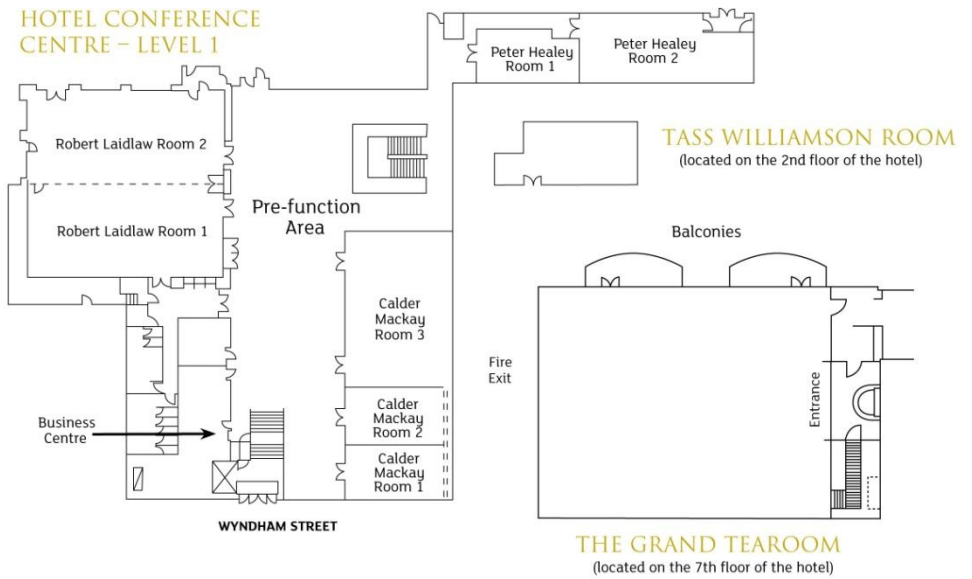 HOTEL CONFERENCE
CENTRE – LEVEL 1
Peter Healey
Room 1
Peter Healey
Room 2
Robert Laidlaw Room 2
TASS WILLIAMSON ROOM
(located on the 2nd floor of the hotel)
Pre-function
Area
Robert Laidlaw Room 1
Balconies
Calder
Mackay
Room 3
Fire
Exit
Entrance
Business
Centre
Calder
Mackay
Room 2
Calder
Mackay
Room 1
WYNDHAM STREET
THE GRAND TEAROOM
(located on the 7th floor of the hotel)